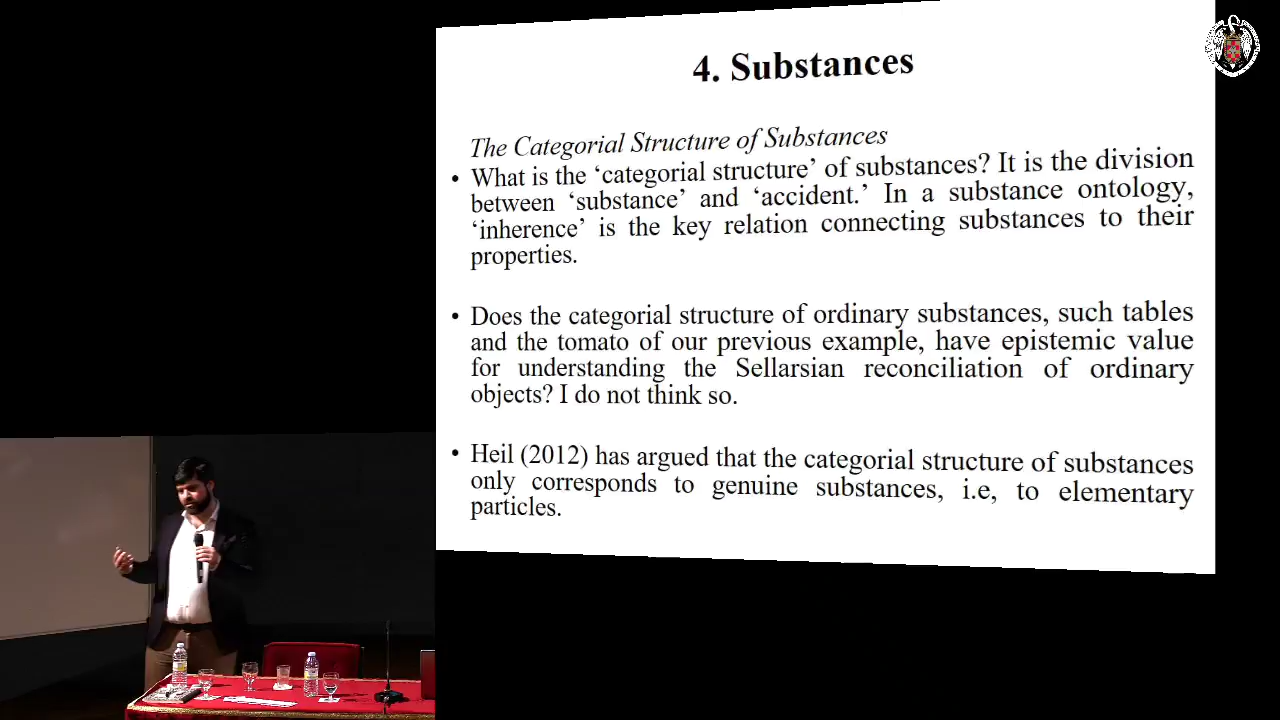 4. Substances
The Categorial Structure of Substances
• What is the ‘categorial structure’ of substances? It is the division
between ‘substance’ and ‘accident.’ In a substance ontology,
‘inherence’ is the key relation connecting substances to their
properties.
• Does the categorial structure of ordinary substances, such tables
and the tomato of our previous example, have epistemic value
for understanding the Sellarsian reconciliation of ordinary
objects? I do not think so.
• Heil (2012) has argued that the categorial structure of substances
only corresponds to genuine substances, i.e, to elementary
particles.